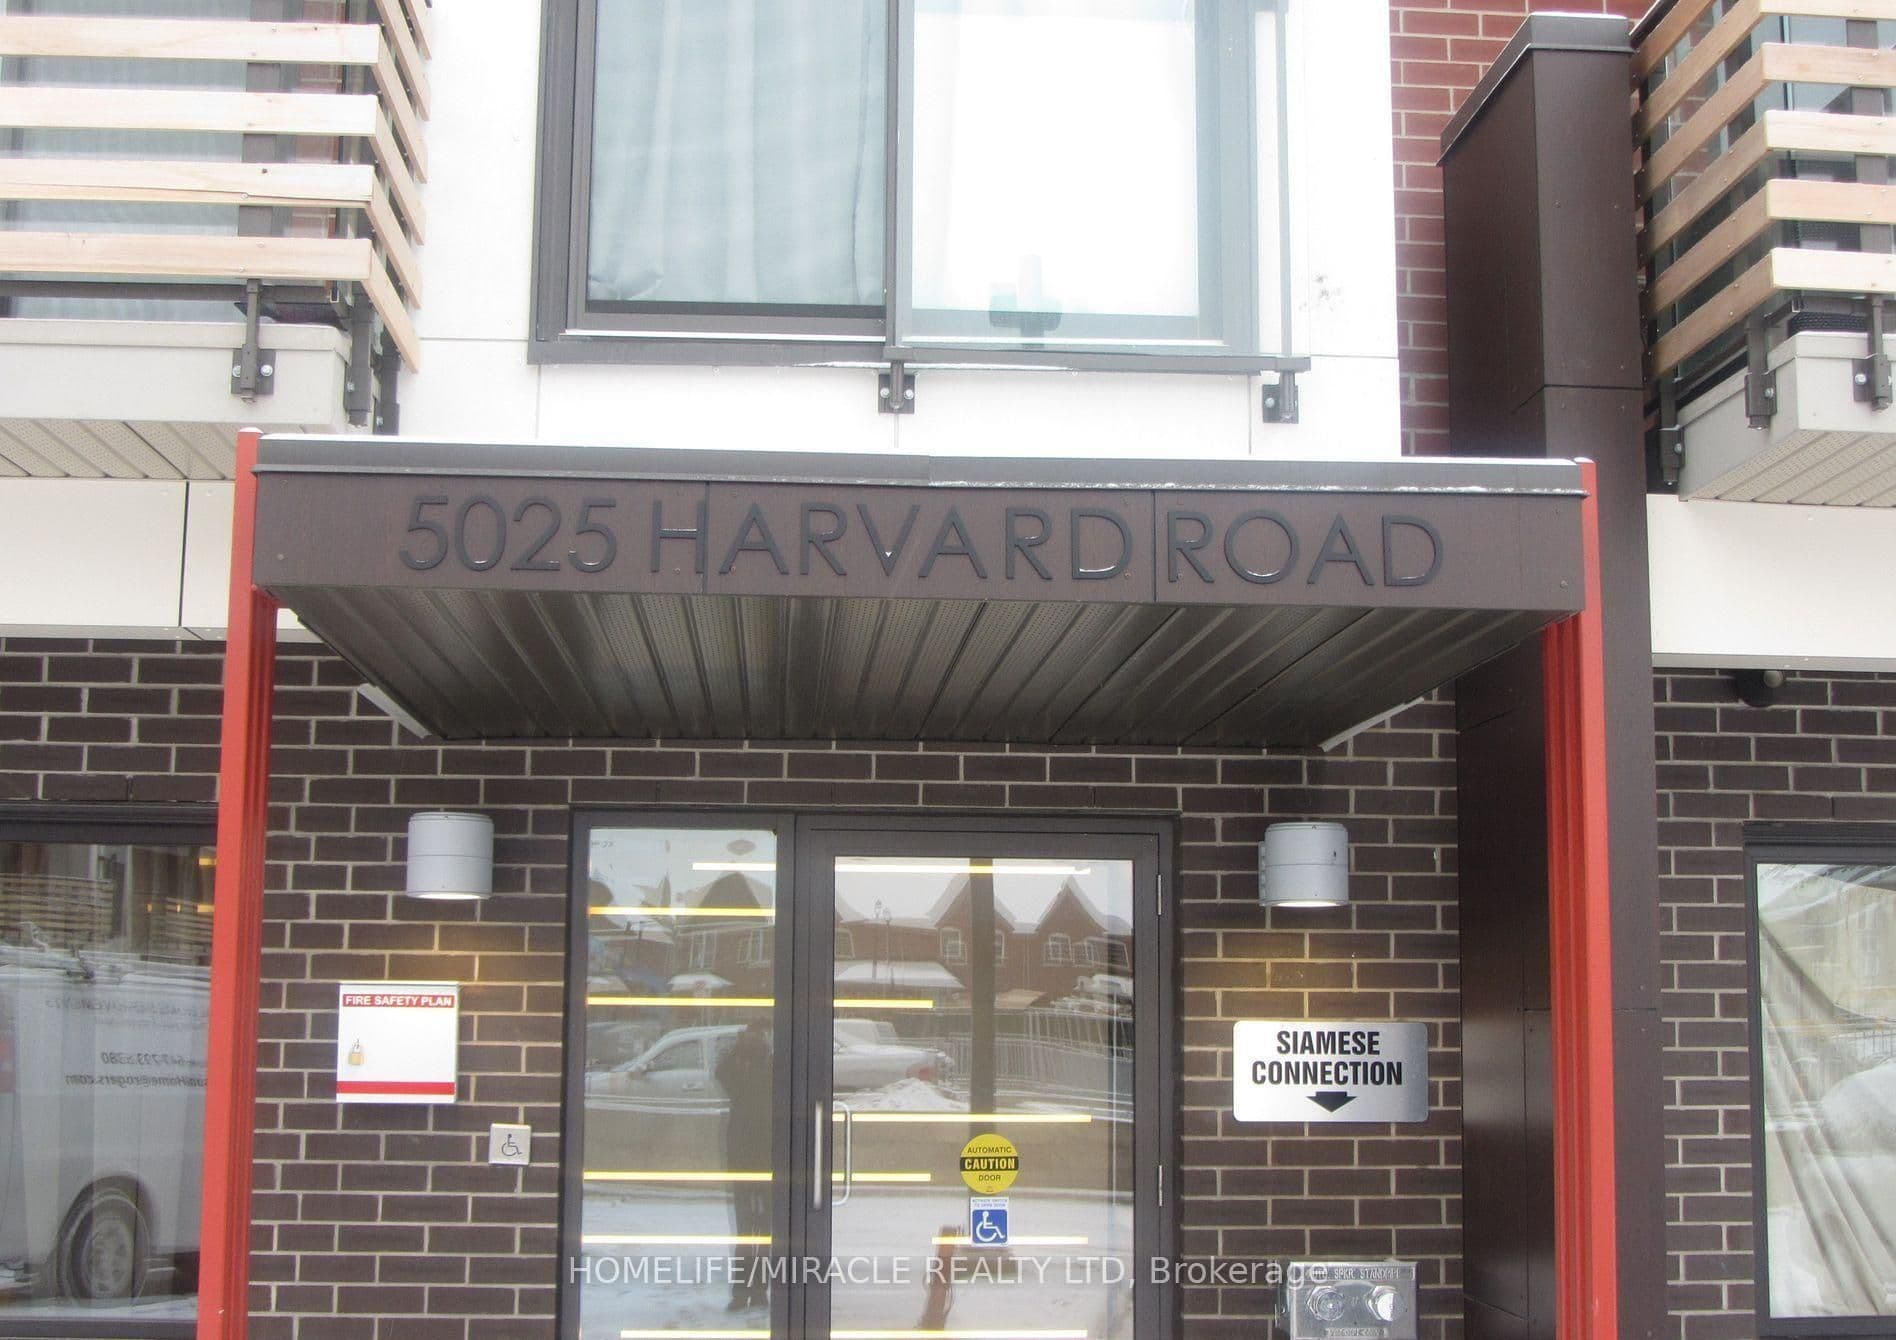 5025 HARVARD ROAD
FIRE SAFETY PLAN
SIAMESE
CONNECTION
AUTOMATIC
CAUTION
DOOR
HOMELIFE/MIRACLE REALTY LTD, Brokerage